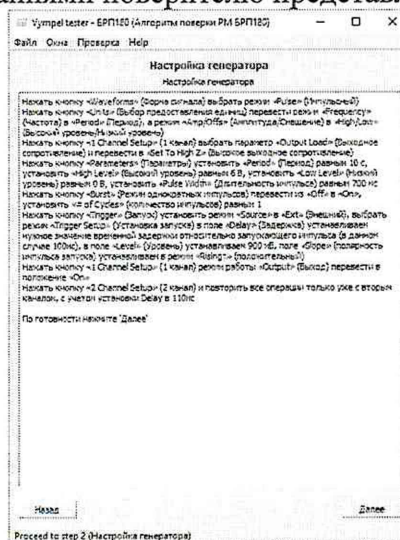 Vympel tester - БРП180 (Алгоритм поверки РМ БРП180)
Файл Окна Проверка Help
Настройка генератора
Настройка генератора
Нажать кнопку «Waveforms» (Форма сигнала) выбрать режим «Pulse» (Импульсный)
Нажать кнопку «Units» (Выбор предоставления единиц) перевести режим «Frequency»
(Частота) в «Period» (Период), а режим «Amp/Offs» (Амплитуда/Смещение) в «High/Low»
(Высокий уровень/Низкий уровень)
Нажать кнопку «1 Channel Setup» (1 канал) выбрать параметр «Output Load» (Выходное
сопротивление) и перевести в «Set To High Z» (Высокое выходное сопротивление)
Нажать кнопку «Parameters» (Параметры) установить «Period» (Период) равным 10 с,
установить «High Level» (Высокий уровень) равным 6 В, установить «Low Level» (Низкий
уровень) равным 0 В, установить «Pulse Width» (Длительность импульса) равным 700 нс
Нажать кнопку «Burst» (Режим однократных импульсов) перевести из «Off» в «On»,
установить «# of Cycles» (количество импульсов) равным 1
Нажать кнопку «Trigger» (Запуск) установить режим «Source» в «Ext» (Внешний), выбрать
режим «Trigger Setup» (Установка запуска) в поле «Delay» (Задержка) устанавливаем
нужное значение временной задержки относительно запускающего импульса (в данном
случае 100нс), в поле «Level» (Уровень) устанавливаем 900 мВ, поле «Slope» (полярность
импульса запуска) устанавливаем в режим «Rising» (положительный)
Нажать кнопку «1 Channel Setup» (1 канал) режим работы «Output» (Выход) перевести в
положение «On»
Нажать кнопку «2 Channel Setup» (2 канал) и повторить все операции только уже с вторым
каналом, с учетом установки Delay в 110нс
По готовности нажмите 'Далее'
Назад Далее
Proceed to step 2 (Настройка генератора)